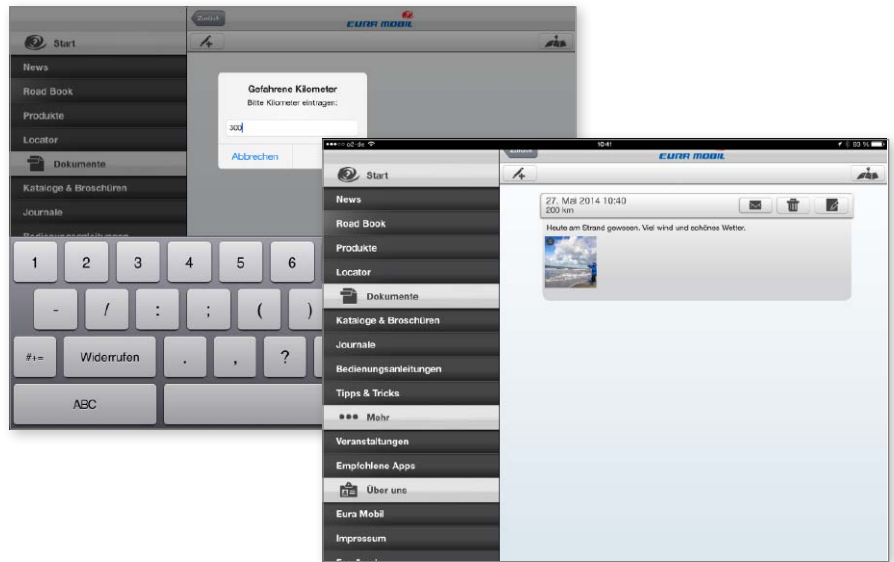 Zurück
EURA MOBIL
Start
News
Road Book
Produkte
Locator
Dokumente
Kataloge & Broschüren
Journale
Bedienungsanleitungen
Gefahrene Kilometer
Bitte Kilometer eintragen:
300
Abbrechen
1 2 3 4 5 6
- / : ; ( )
#+= Widerrufen . , ?
ABC
●●●○○ o2-de 10:41 93 %
EURA MOBIL
Start
News
Road Book
Produkte
Locator
Dokumente
Kataloge & Broschüren
Journale
Bedienungsanleitungen
Tipps & Tricks
Mehr
Veranstaltungen
Empfohlene Apps
Über uns
Eura Mobil
Impressum
27. Mai 2014 10:40
200 km
Heute am Strand gewesen. Viel wind und schönes Wetter.